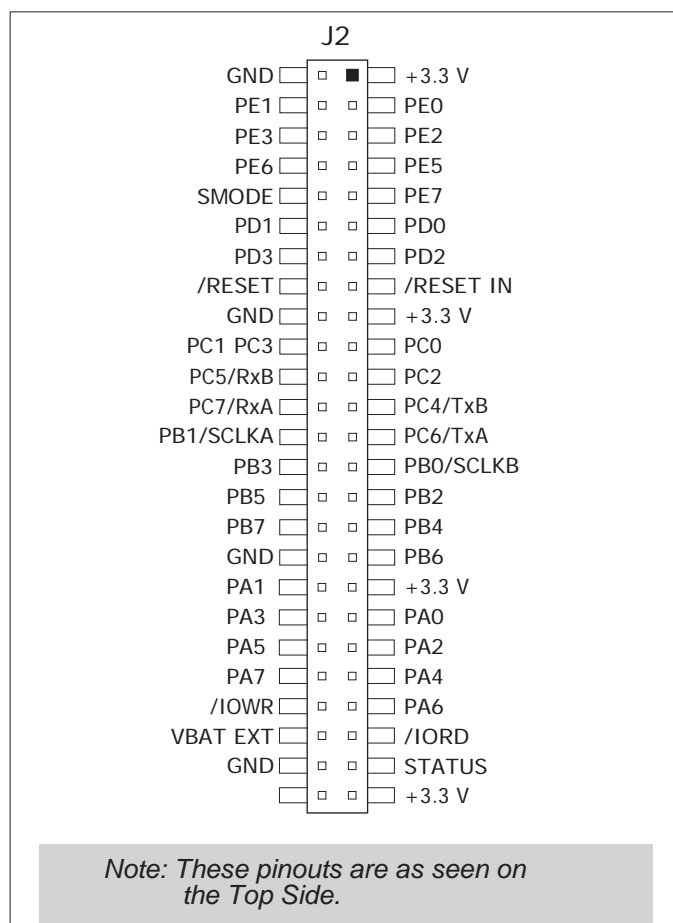 J2
GND +3.3 V
PE1 PE0
PE3 PE2
PE6 PE5
SMODE PE7
PD1 PD0
PD3 PD2
/RESET /RESET IN
GND +3.3 V
PC1 PC3 PC0
PC5/RxB PC2
PC7/RxA PC4/TxB
PB1/SCLKA PC6/TxA
PB3 PB0/SCLKB
PB5 PB2
PB7 PB4
GND PB6
PA1 +3.3 V
PA3 PA0
PA5 PA2
PA7 PA4
/IOWR PA6
VBAT EXT /IORD
GND STATUS
+3.3 V
Note: These pinouts are as seen on
the Top Side.